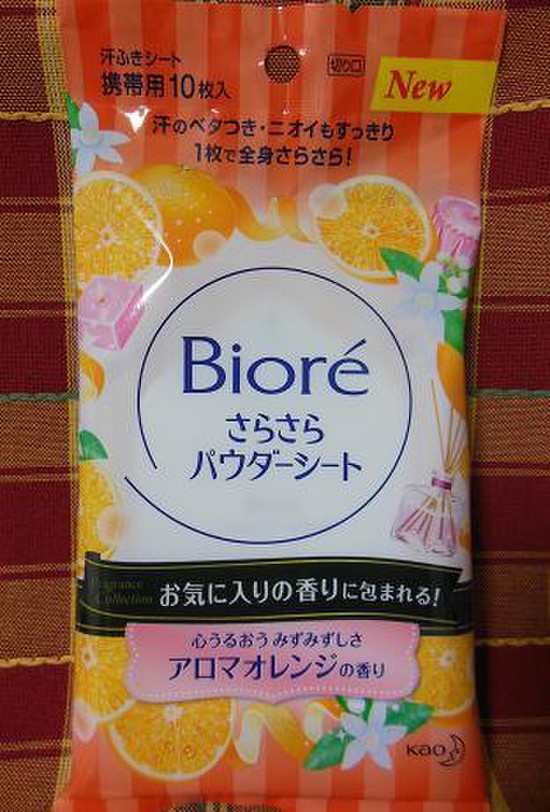 汗ふきシート
携帯用10枚入
切り口
New
汗のベタつき・ニオイもすっきり
1枚で全身さらさら!
Bioré
さらさら
パウダーシート
Fragrance
Collection
お気に入りの香りに包まれる!
心うるおうみずみずしさ
アロマオレンジの香り
Kao